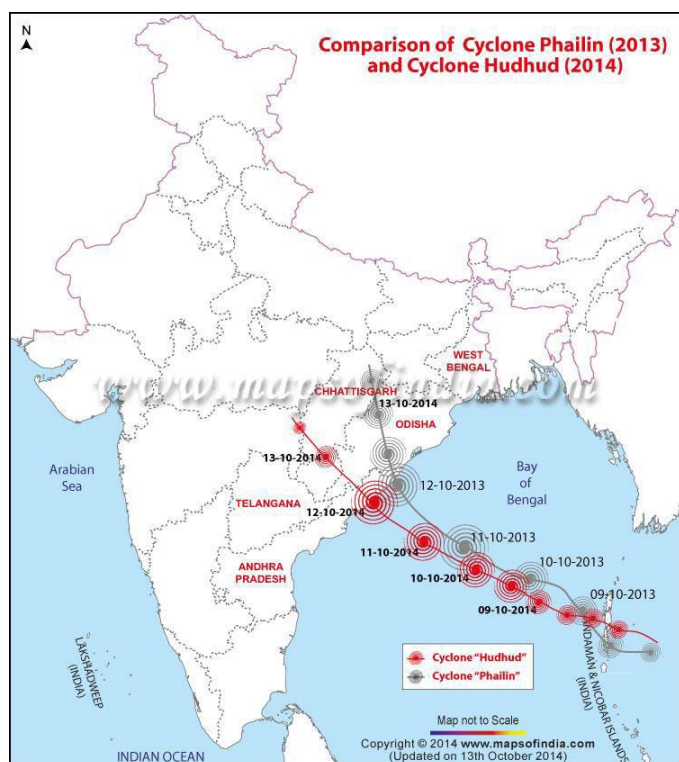 N
Comparison of Cyclone Phailin (2013)
and Cyclone Hudhud (2014)
WEST
BENGAL
www.mapsofindia.com
CHHATTISGARH
13-10-2014
ODISHA
13-10-2014
Arabian
Sea
Bay
of
Bengal
12-10-2013
TELANGANA
12-10-2014
11-10-2013
11-10-2014
10-10-2013
ANDHRA
PRADESH
10-10-2014
09-10-2013
09-10-2014
LAKSHADWEEP
(INDIA)
ANDAMAN & NICOBAR ISLANDS
(INDIA)
Cyclone "Hudhud"
Cyclone "Phailin"
Map not to Scale
Copyright © 2014 www.mapsofindia.com
(Updated on 13th October 2014)
INDIAN OCEAN